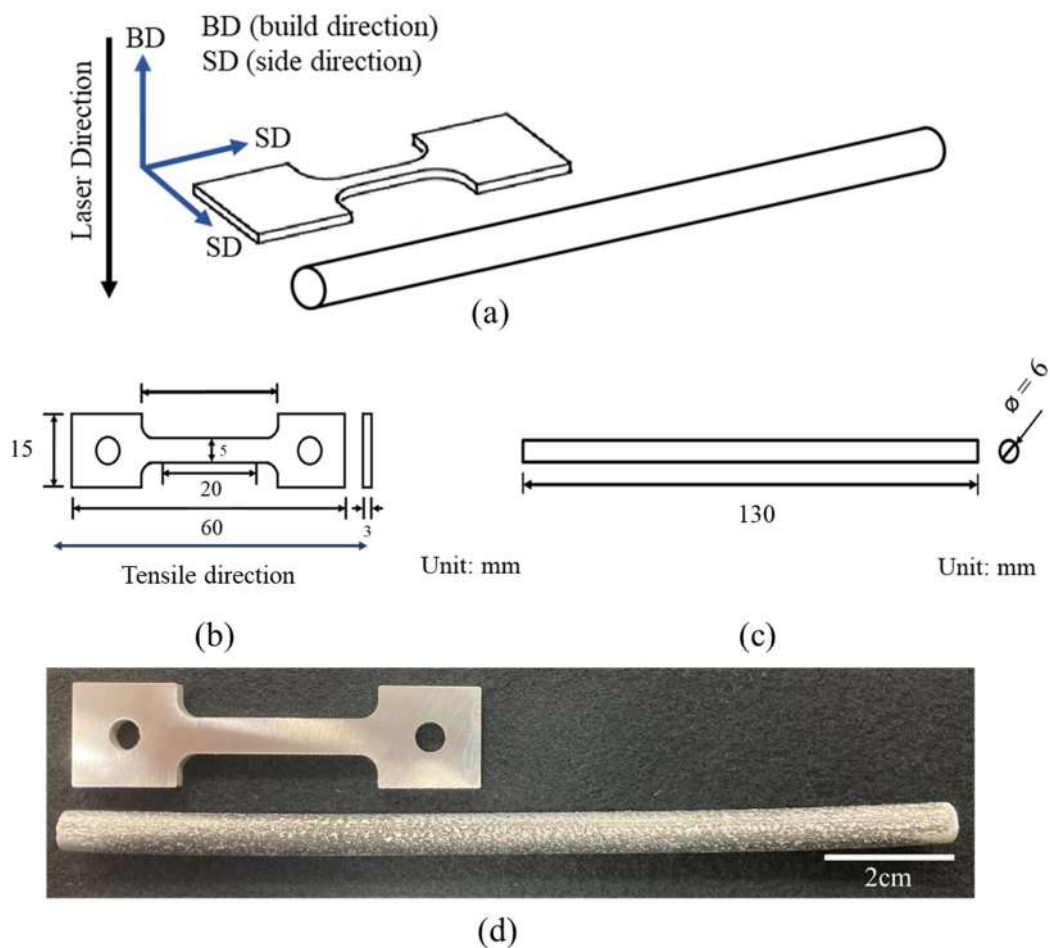 BD
BD (build direction)
SD (side direction)
Laser Direction
SD
SD
(a)
15
5
20
60
3
Tensile direction
Unit: mm
(b)
ø = 6
130
Unit: mm
(c)
2cm
(d)